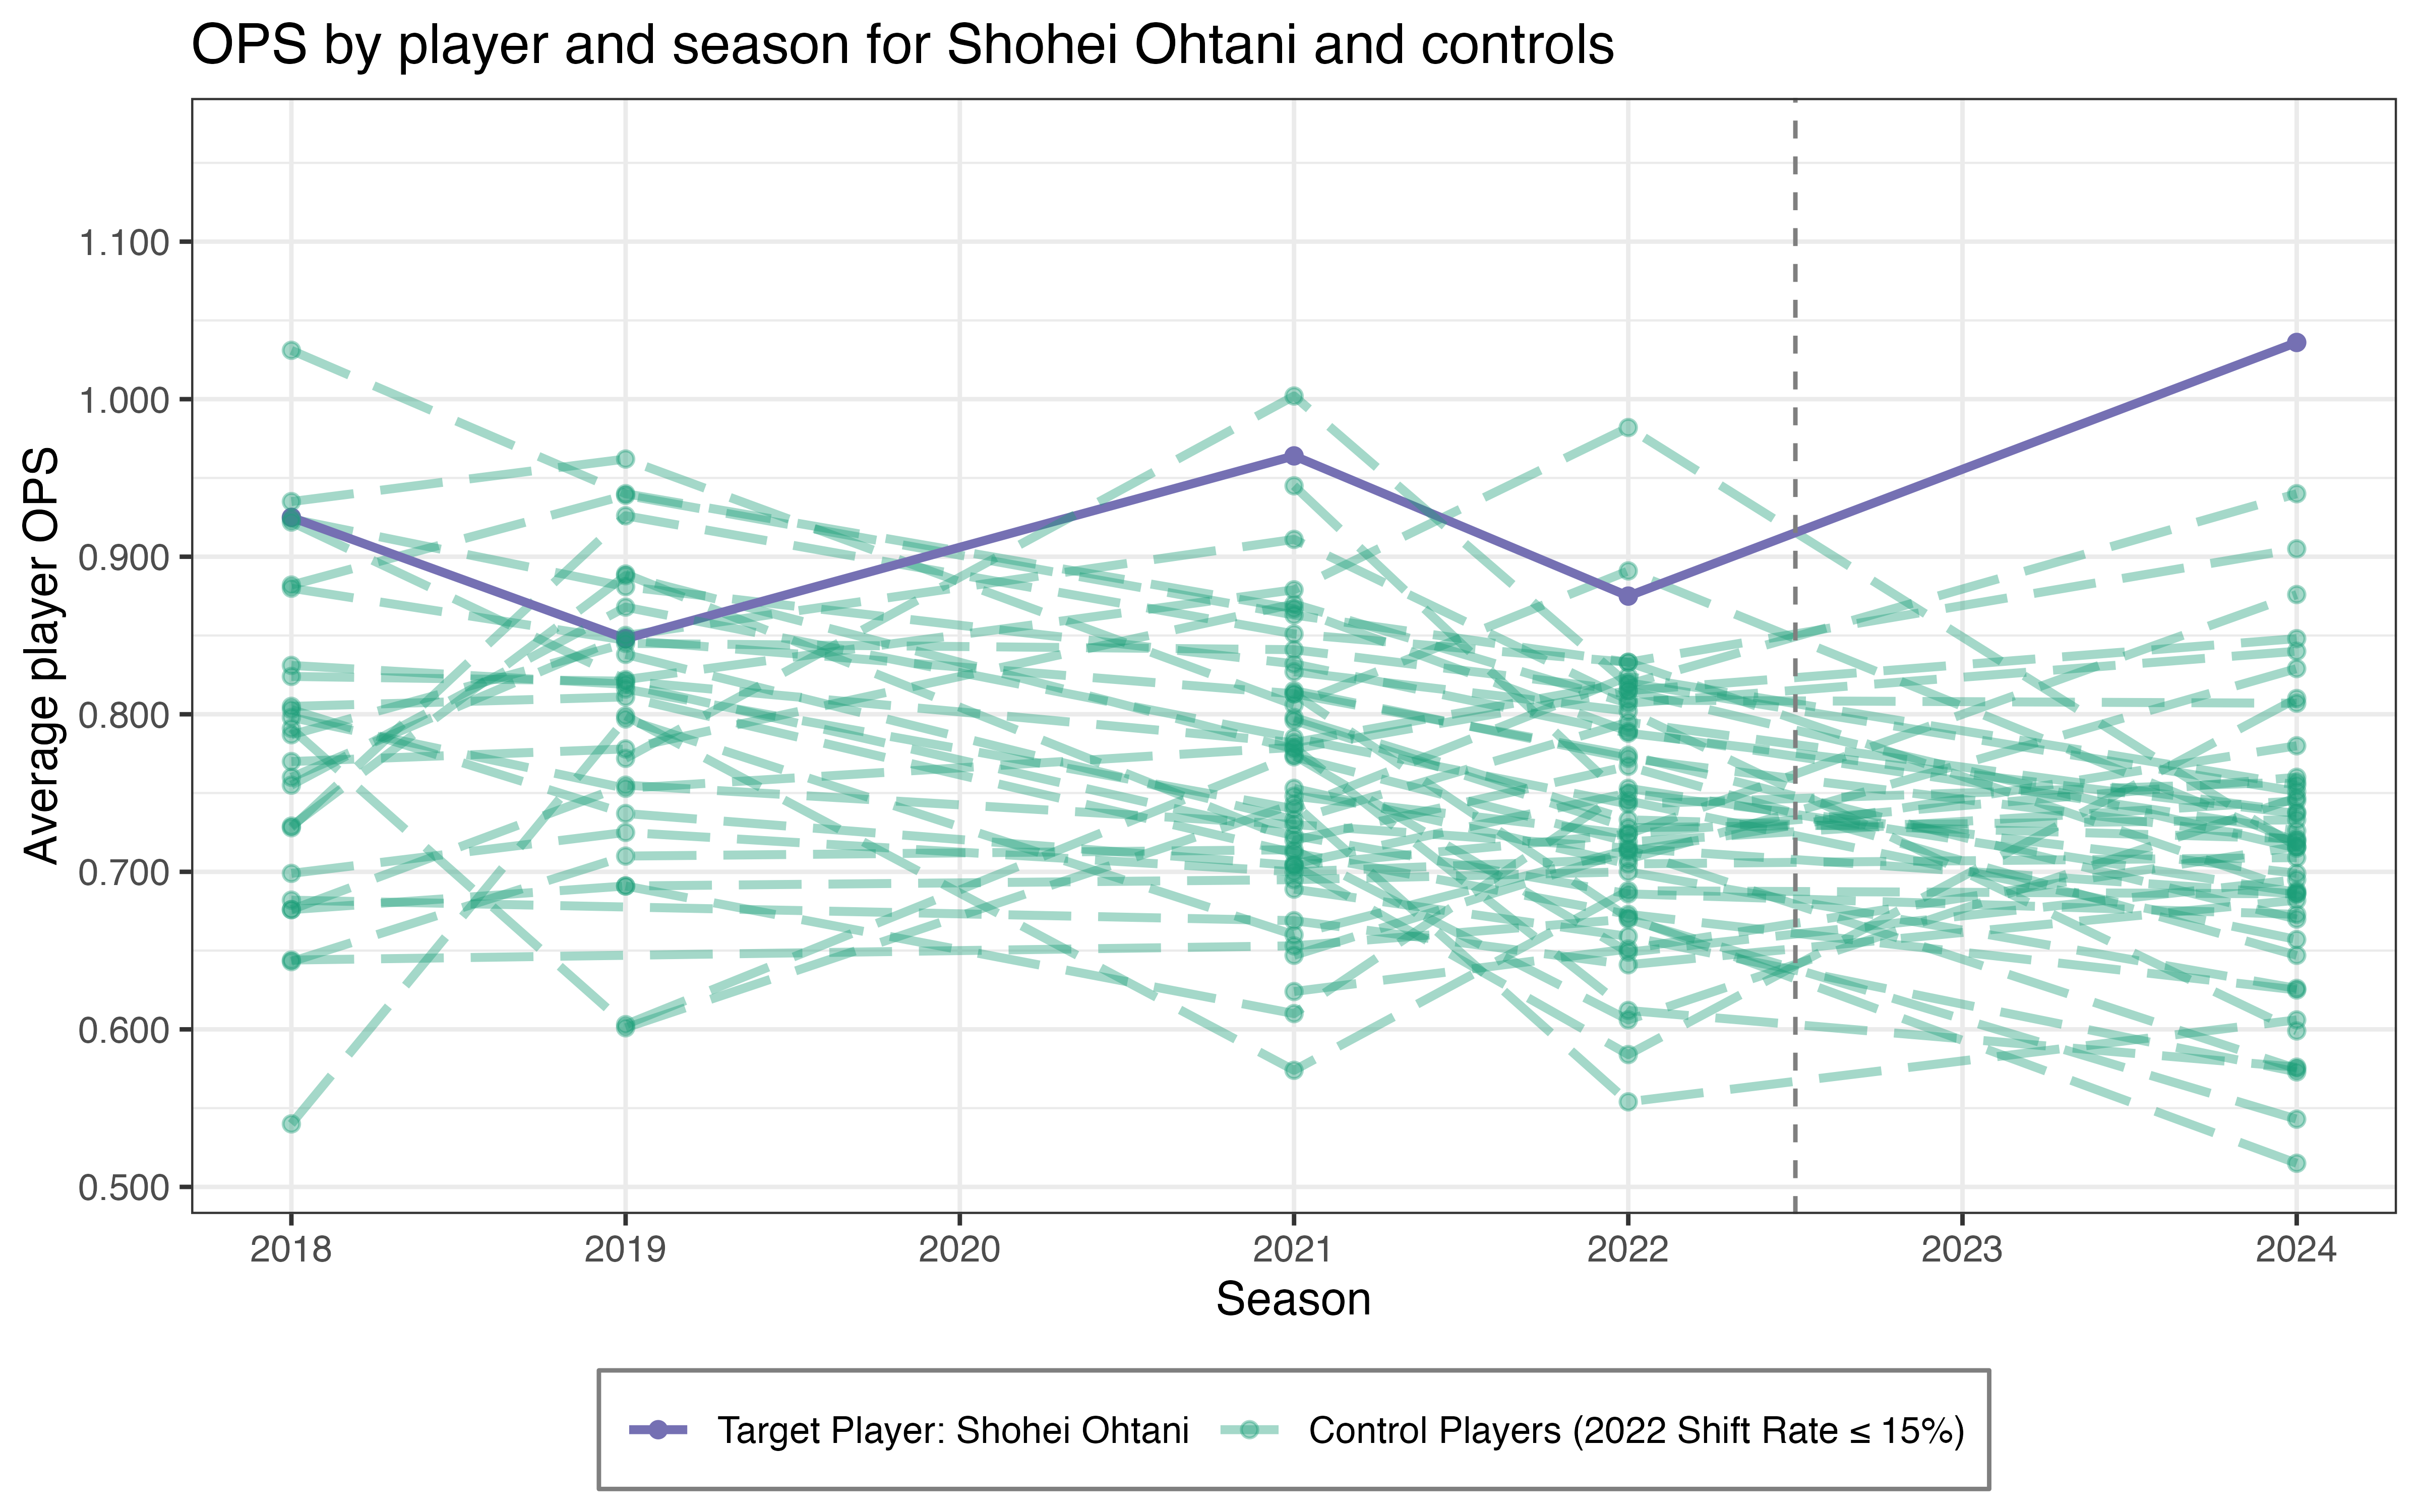 OPS by player and season for Shohei Ohtani and controls
Average player OPS
1.100
1.000
0.900
0.800
0.700
0.600
0.500
2018 2019 2020 2021 2022 2023 2024
Season
Target Player: Shohei Ohtani Control Players (2022 Shift Rate ≤ 15%)